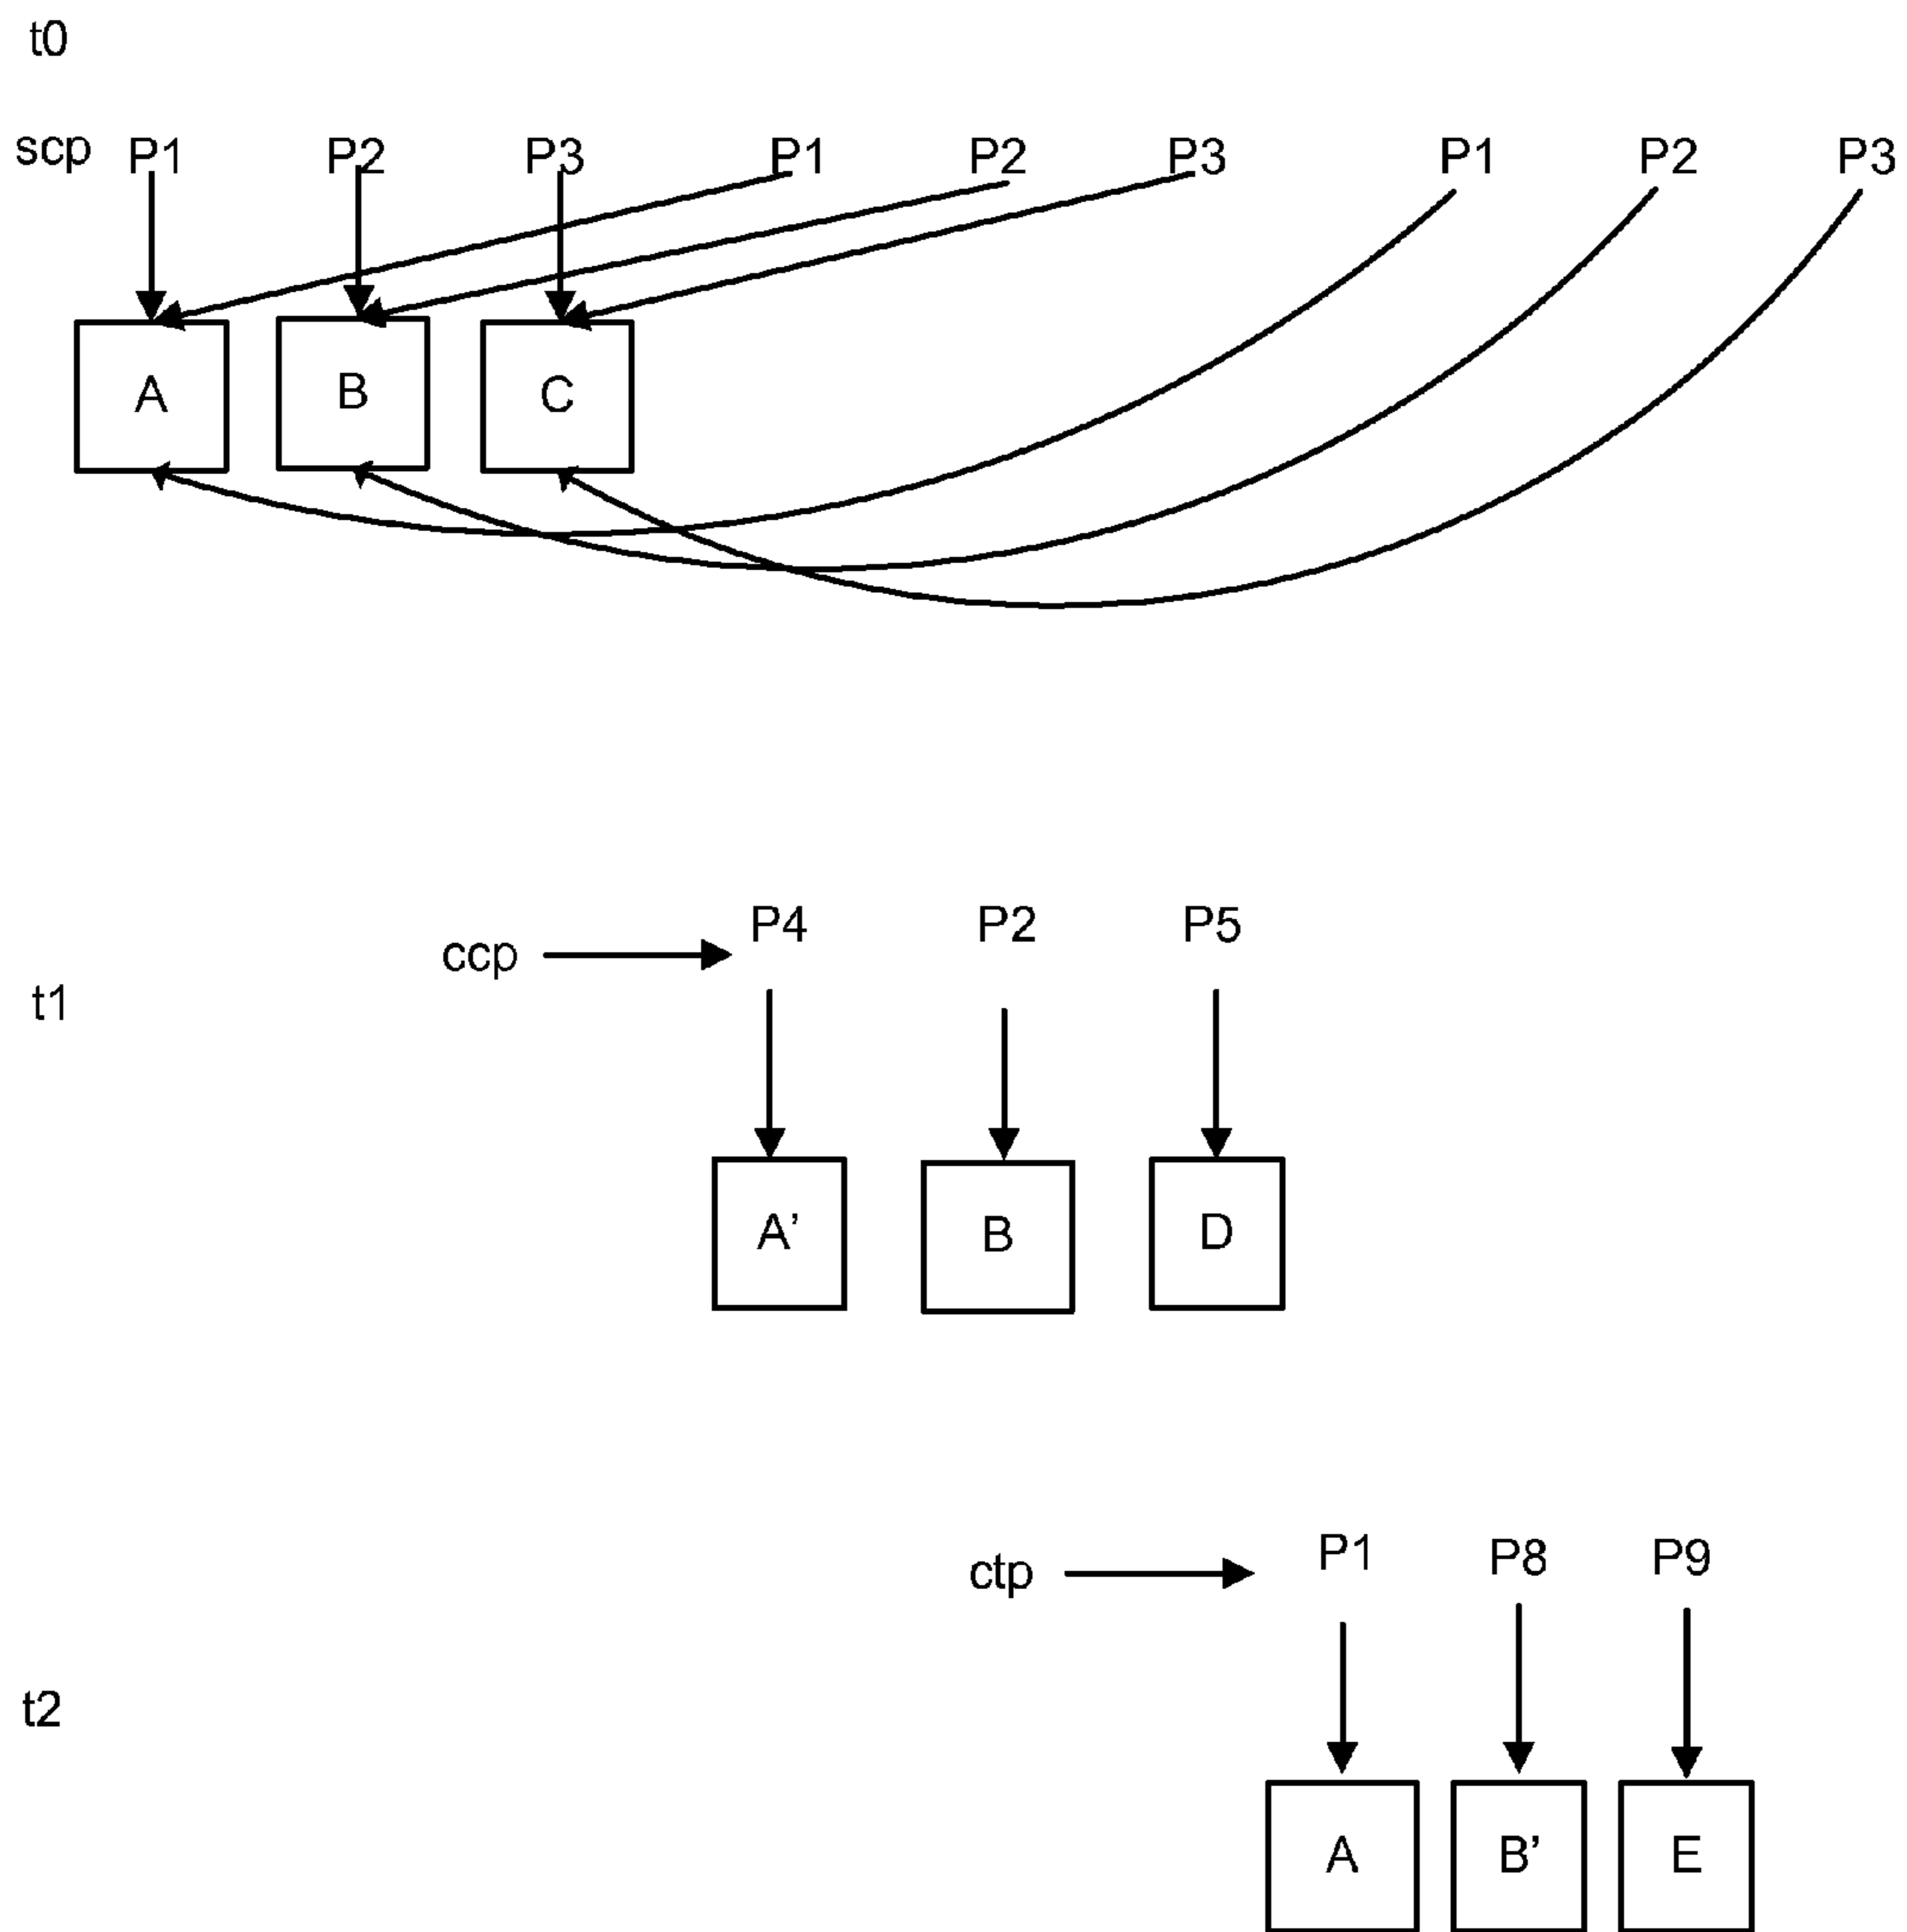 t0
scp P1 P2 P3 P1 P2 P3 P1 P2 P3
A B C
P4 P2 P5
ccp
t1
A’ B D
P1 P8 P9
ctp
t2
A B’ E